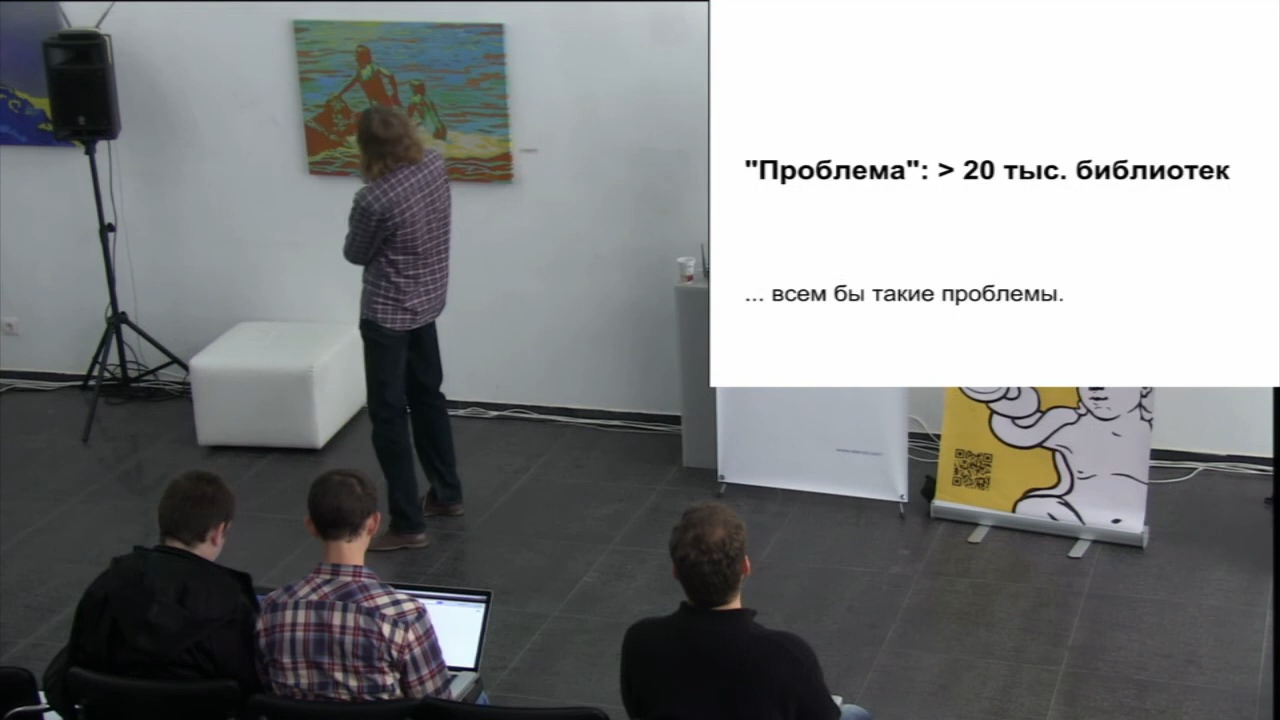 "Проблема": > 20 тыс. библиотек
... всем бы такие проблемы.